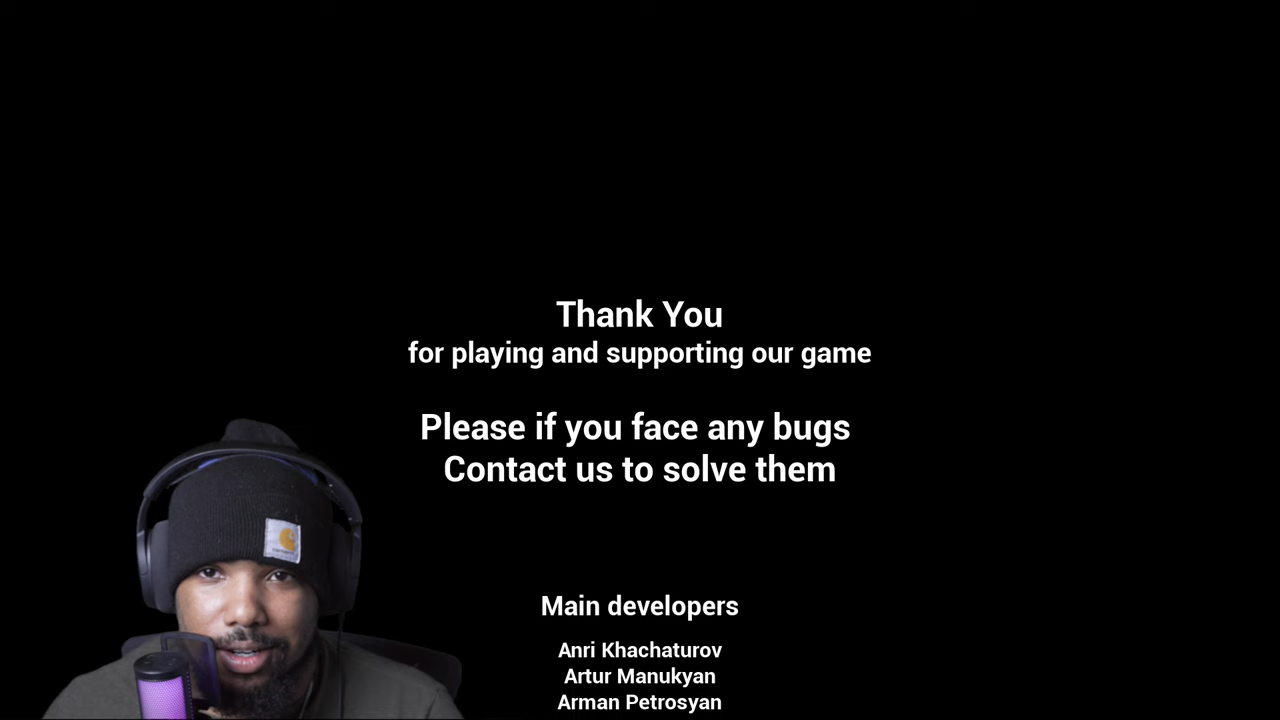 Thank You
for playing and supporting our game
Please if you face any bugs
Contact us to solve them
Main developers
Anri Khachaturov
Artur Manukyan
Arman Petrosyan